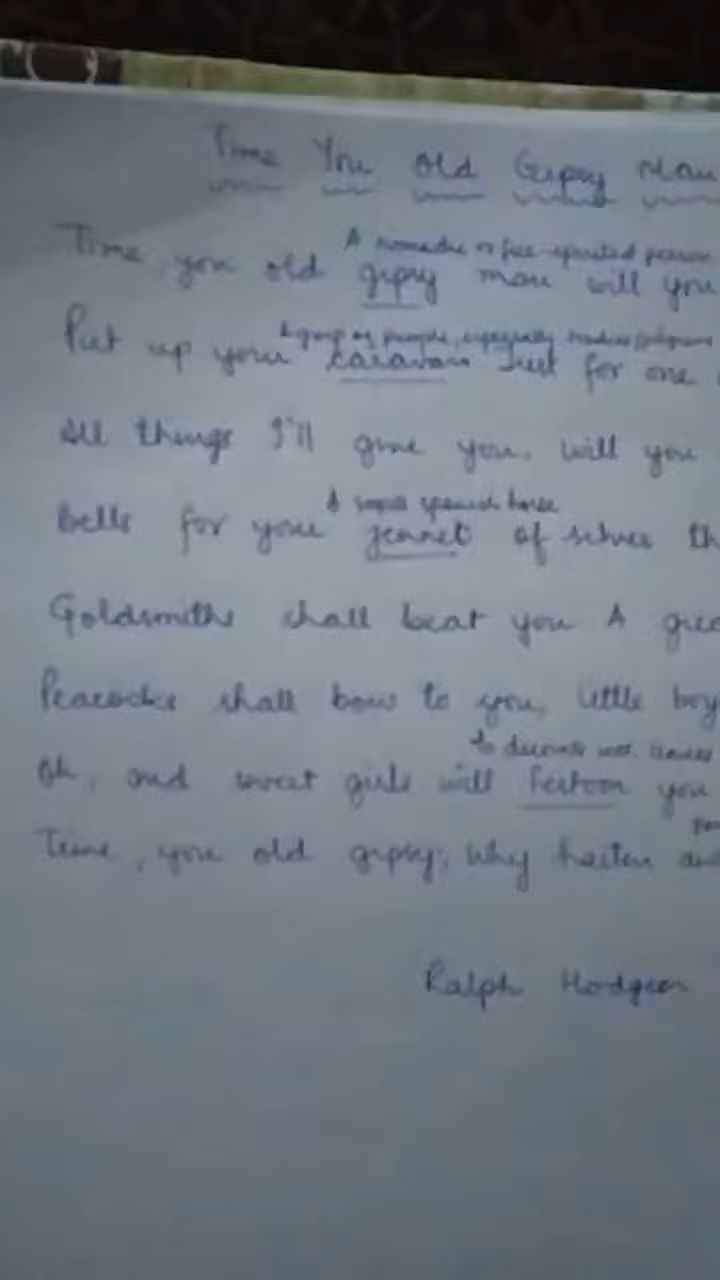 Time You Old Gipsy Man
A nomadic or free-spirited person
Time, you old gipsy man will you
Put up your caravan Just for one
A group of people, especially
All things I'll give you. will you
A small spanish horse
Bells for your jennet of silver
Goldsmiths shall beat you A
Peacocks shall bow to you, little boy
to decorate
Oh, and sweet girls will festoon you
Time, you old gipsy; Why hasten
Ralph Hodgson